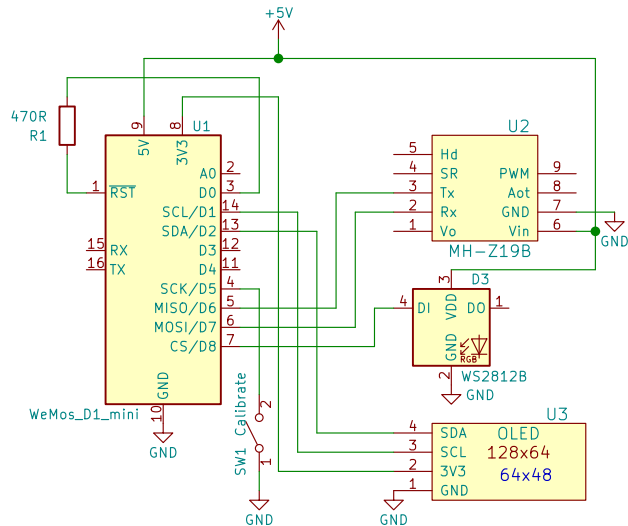 +5V
470R
R1
9
8
U1
5V
3V3
1
RST
A0
2
D0
3
SCL/D1
14
SDA/D2
13
15
RX
D3
12
16
TX
D4
11
SCK/D5
4
MISO/D6
5
MOSI/D7
6
CS/D8
7
GND
10
WeMos_D1_mini
GND
SW1 Calibrate
2
1
GND
U2
5
Hd
4
SR
PWM
9
3
Tx
Aot
8
2
Rx
GND
7
1
Vo
Vin
6
MH-Z19B
GND
3
D3
4
DI
VDD
DO
1
GND
RGB
2
WS2812B
GND
U3
4
SDA
OLED
3
SCL
128x64
2
3V3
64x48
1
GND
GND